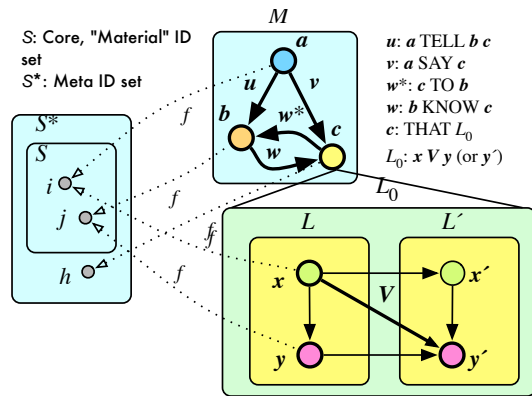 S: Core, "Material" ID
set
S*: Meta ID set
M
a
u
v
b
w*
c
w
f
u: a TELL b c
v: a SAY c
w*: c TO b
w: b KNOW c
c: THAT L₀
L₀: x V y (or y´)
S*
S
i
j
h
f
f
f
f
L₀
L
L´
x
V
x´
y
y´